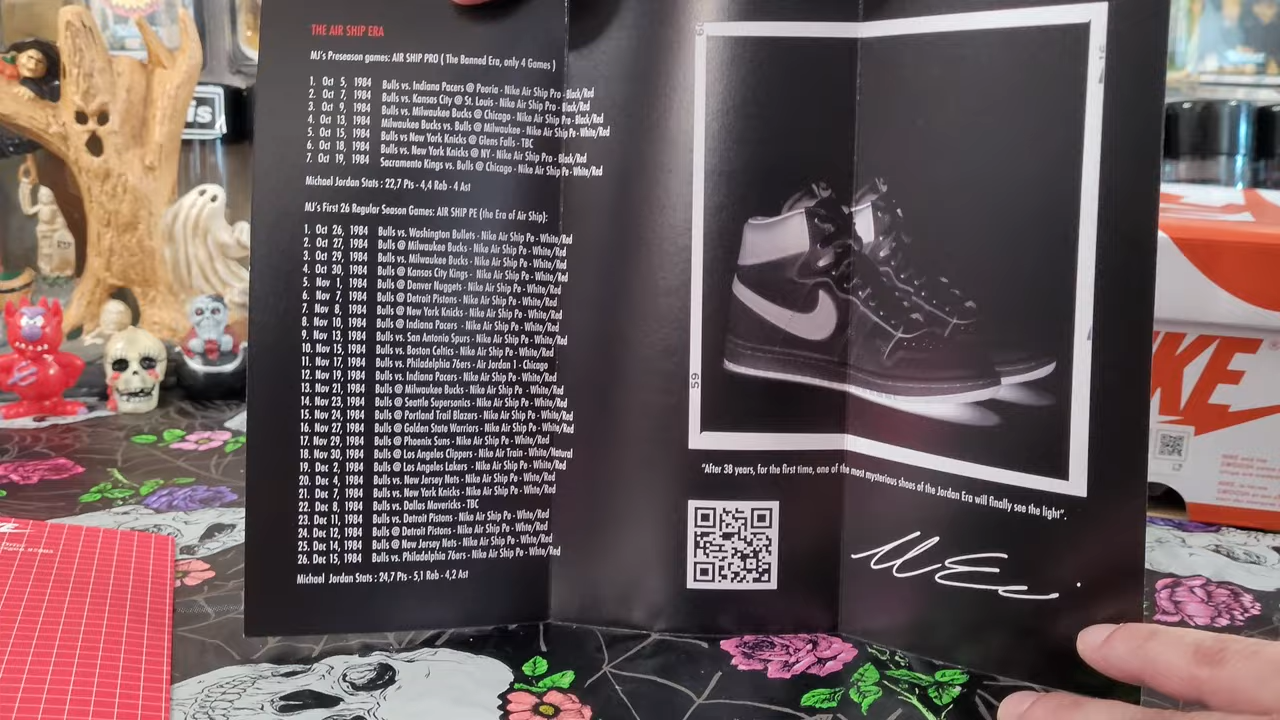 THE AIR SHIP ERA
MJ's Preseason games: AIR SHIP PRO ( The Banned Era, only 4 Games )
1. Oct 5, 1984 Bulls vs. Indiana Pacers @ Peoria - Nike Air Ship Pro - Black/Red
2. Oct 7, 1984 Bulls vs. Kansas City @ St. Louis - Nike Air Ship Pro - Black/Red
3. Oct 9, 1984 Bulls vs. Milwaukee Bucks @ Chicago - Nike Air Ship Pro - Black/Red
4. Oct 13, 1984 Milwaukee Bucks vs. Bulls @ Milwaukee - Nike Air Ship Pe - White/Red
5. Oct 15, 1984 Bulls vs New York Knicks @ Glens Falls - TBC
6. Oct 18, 1984 Bulls vs. New York Knicks @ NY - Nike Air Ship Pro - Black/Red
7. Oct 19, 1984 Sacramento Kings vs. Bulls @ Chicago - Nike Air Ship Pe - White/Red
Michael Jordan Stats : 22,7 Pts - 4,4 Reb - 4 Ast
MJ's First 26 Regular Season Games: AIR SHIP PE (the Era of Air Ship):
1. Oct 26, 1984 Bulls vs. Washington Bullets - Nike Air Ship Pe - White/Red
2. Oct 27, 1984 Bulls @ Milwaukee Bucks - Nike Air Ship Pe - White/Red
3. Oct 29, 1984 Bulls vs. Milwaukee Bucks - Nike Air Ship Pe - White/Red
4. Oct 30, 1984 Bulls @ Kansas City Kings - Nike Air Ship Pe - White/Red
5. Nov 1, 1984 Bulls @ Denver Nuggets - Nike Air Ship Pe - White/Red
6. Nov 7, 1984 Bulls @ Detroit Pistons - Nike Air Ship Pe - White/Red
7. Nov 8, 1984 Bulls @ New York Knicks - Nike Air Ship Pe - White/Red
8. Nov 10, 1984 Bulls @ Indiana Pacers - Nike Air Ship Pe - White/Red
9. Nov 13, 1984 Bulls vs. San Antonio Spurs - Nike Air Ship Pe - White/Red
10. Nov 15, 1984 Bulls vs. Boston Celtics - Nike Air Ship Pe - White/Red
11. Nov 17, 1984 Bulls vs. Philadelphia 76ers - Air Jordan 1 - Chicago
12. Nov 19, 1984 Bulls vs. Indiana Pacers - Nike Air Ship Pe - White/Red
13. Nov 21, 1984 Bulls @ Milwaukee Bucks - Nike Air Ship Pe - White/Red
14. Nov 23, 1984 Bulls @ Seattle Supersonics - Nike Air Ship Pe - White/Red
15. Nov 24, 1984 Bulls @ Portland Trail Blazers - Nike Air Ship Pe - White/Red
16. Nov 27, 1984 Bulls @ Golden State Warriors - Nike Air Ship Pe - White/Red
17. Nov 29, 1984 Bulls @ Phoenix Suns - Nike Air Ship Pe - White/Red
18. Nov 30, 1984 Bulls @ Los Angeles Clippers - Nike Air Train - White/Natural
19. Dec 2, 1984 Bulls @ Los Angeles Lakers - Nike Air Ship Pe - White/Red
20. Dec 4, 1984 Bulls vs. New Jersey Nets - Nike Air Ship Pe - White/Red
21. Dec 7, 1984 Bulls vs. New York Knicks - Nike Air Ship Pe - White/Red
22. Dec 8, 1984 Bulls vs. Dallas Mavericks - TBC
23. Dec 11, 1984 Bulls vs. Detroit Pistons - Nike Air Ship Pe - White/Red
24. Dec 12, 1984 Bulls @ Detroit Pistons - Nike Air Ship Pe - White/Red
25. Dec 14, 1984 Bulls @ New Jersey Nets - Nike Air Ship Pe - White/Red
26. Dec 15, 1984 Bulls vs. Philadelphia 76ers - Nike Air Ship Pe - White/Red
Michael Jordan Stats : 24,7 Pts - 5,1 Reb - 4,2 Ast
59
"After 38 years, for the first time, one of the most mysterious shoes of the Jordan Era will finally see the light".